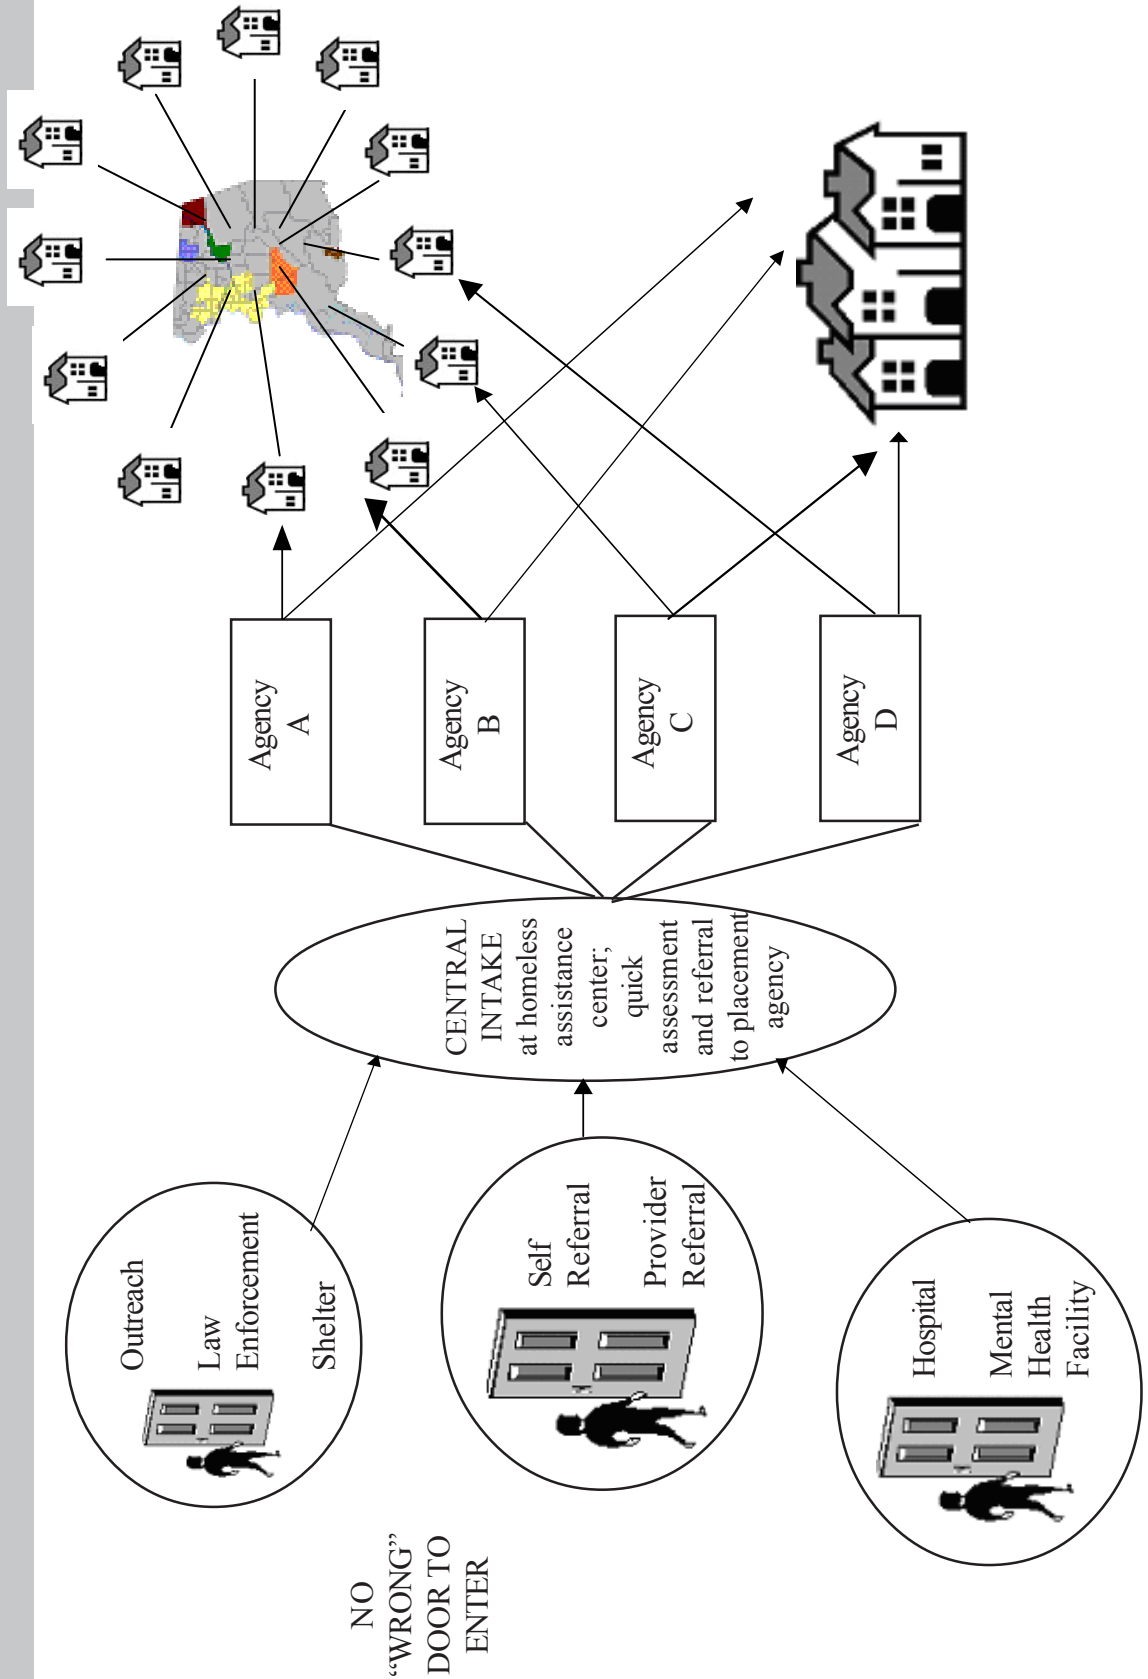 NO
“WRONG”
DOOR TO
ENTER
Outreach
Law
Enforcement
Shelter
Self
Referral
Provider
Referral
Hospital
Mental
Health
Facility
CENTRAL
INTAKE
at homeless
assistance
center;
quick
assessment
and referral
to placement
agency
Agency
A
Agency
B
Agency
C
Agency
D